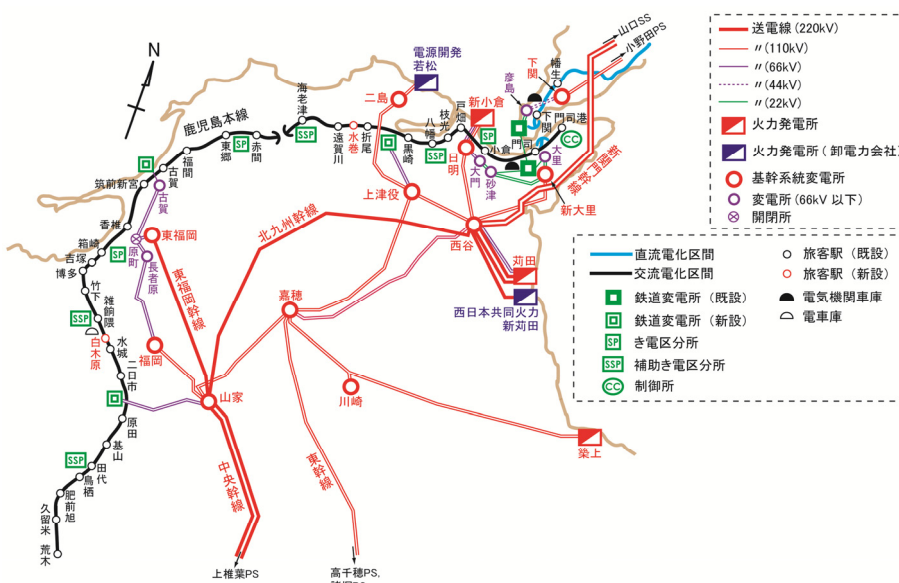 N
鹿児島本線
海老津
SSP
遠賀川
水巻
折尾
黒崎
八幡
SSP
枝光
戸畑
SP
小倉
門司
下関
門司港
CC
電源開発
若松
二島
新小倉
日明
大門
砂津
大里
新大里
彦島
下関
幡生
山口SS
小野田PS
新関門幹線
上津役
西谷
苅田
西日本共同火力
新苅田
北九州幹線
東福岡幹線
嘉穂
川崎
築上
山家
中央幹線
東幹線
上椎葉PS
高千穂PS,
赤間
SP
東郷
福間
古賀
古賀
筑前新宮
香椎
SP
箱崎
吉塚
博多
竹下
SSP
雑餉隈
白木原
水城
二日市
原田
基山
SSP
田代
鳥栖
肥前旭
久留米
荒木
東福岡
原町
長者原
福岡
送電線(220kV)
〃(110kV)
〃(66kV)
〃(44kV)
〃(22kV)
火力発電所
火力発電所(卸電力会社)
基幹系統変電所
変電所(66kV 以下)
開閉所
直流電化区間
交流電化区間
鉄道変電所(既設)
鉄道変電所(新設)
SP き電区分所
SSP 補助き電区分所
CC 制御所
旅客駅(既設)
旅客駅(新設)
電気機関車庫
電車庫